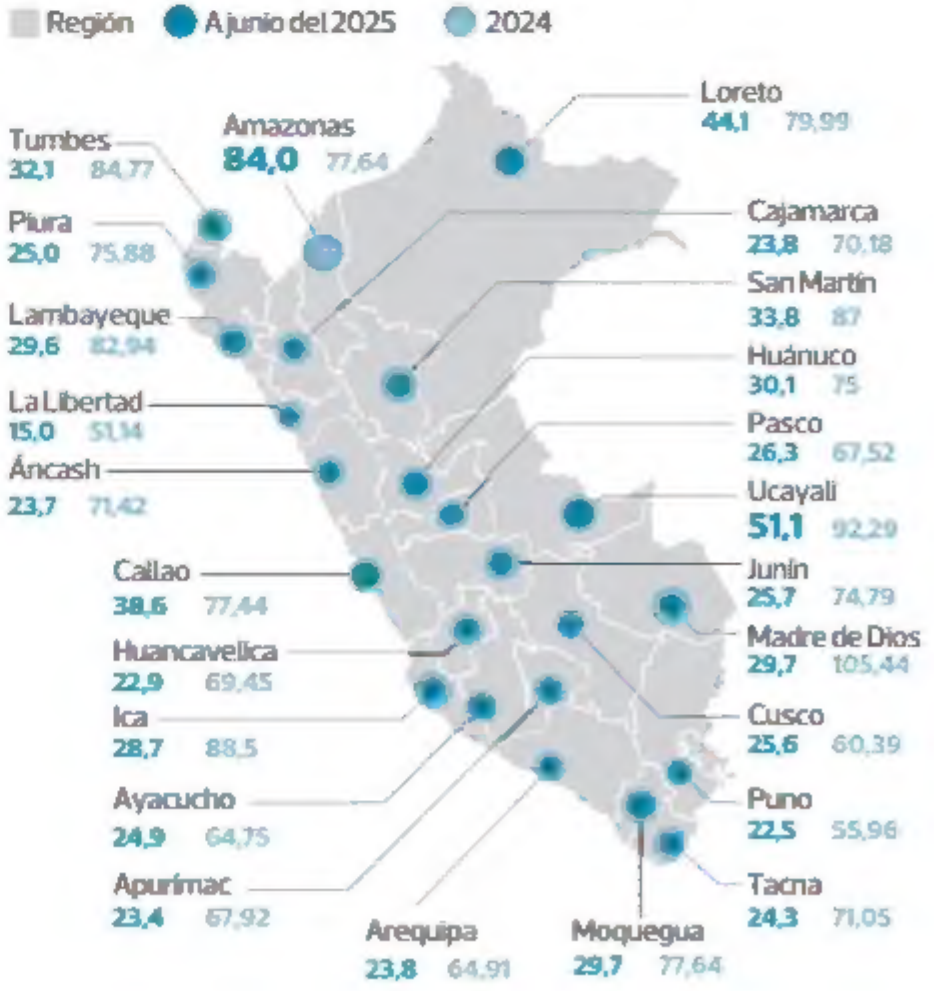 Región A junio del 2025 2024
Loreto
44,1 79,99
Amazonas
84,0 77,64
Tumbes
32,1 84,77
Piura
25,0 75,88
Lambayeque
29,6 82,94
La Libertad
15,0 51,14
Áncash
23,7 71,42
Callao
38,6 77,44
Huancavelica
22,9 69,45
Ica
28,7 88,5
Ayacucho
24,9 64,75
Apurímac
23,4 67,92
Arequipa
23,8 64,91
Moquegua
29,7 77,64
Cajamarca
23,8 70,18
San Martín
33,8 87
Huánuco
30,1 75
Pasco
26,3 67,52
Ucayali
51,1 92,29
Junín
25,7 74,79
Madre de Dios
29,7 105,44
Cusco
25,6 60,39
Puno
22,5 55,96
Tacna
24,3 71,05